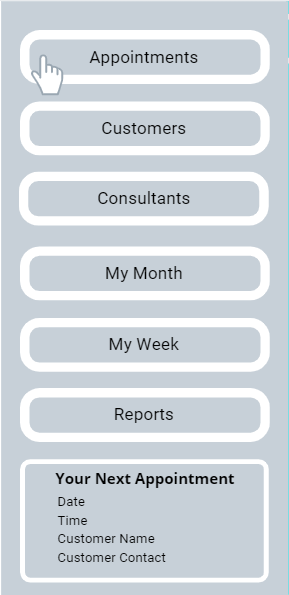 Appointments
Customers
Consultants
My Month
My Week
Reports
Your Next Appointment
Date
Time
Customer Name
Customer Contact